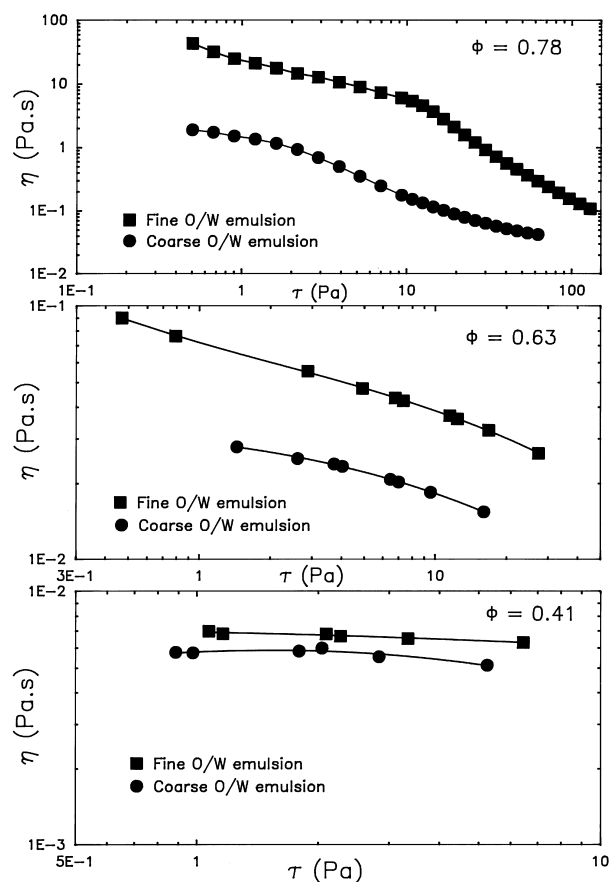 100
ϕ = 0.78
10
η (Pa.s)
1
1E−1
Fine O/W emulsion
Coarse O/W emulsion
1E−2
1E−1 1 10 100
τ (Pa)
1E−1
ϕ = 0.63
η (Pa.s)
Fine O/W emulsion
Coarse O/W emulsion
1E−2
3E−1 1 10
τ (Pa)
1E−2
ϕ = 0.41
η (Pa.s)
Fine O/W emulsion
Coarse O/W emulsion
1E−3
5E−1 1 10
τ (Pa)